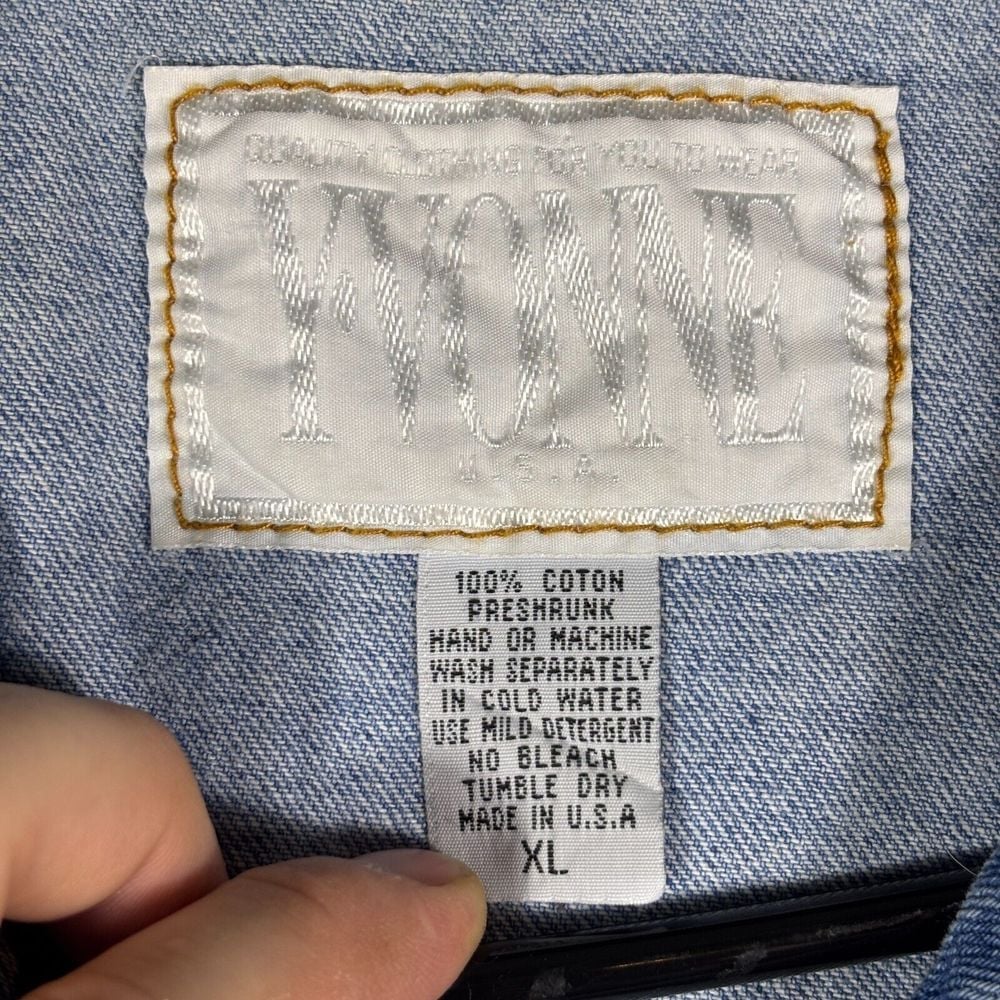 QUALITY CLOTHING FOR YOU TO WEAR
YVONNE
U.S.A.
100% COTON
PRESHRUNK
HAND OR MACHINE
WASH SEPARATELY
IN COLD WATER
USE MILD DETERGENT
NO BLEACH
TUMBLE DRY
MADE IN U.S.A
XL